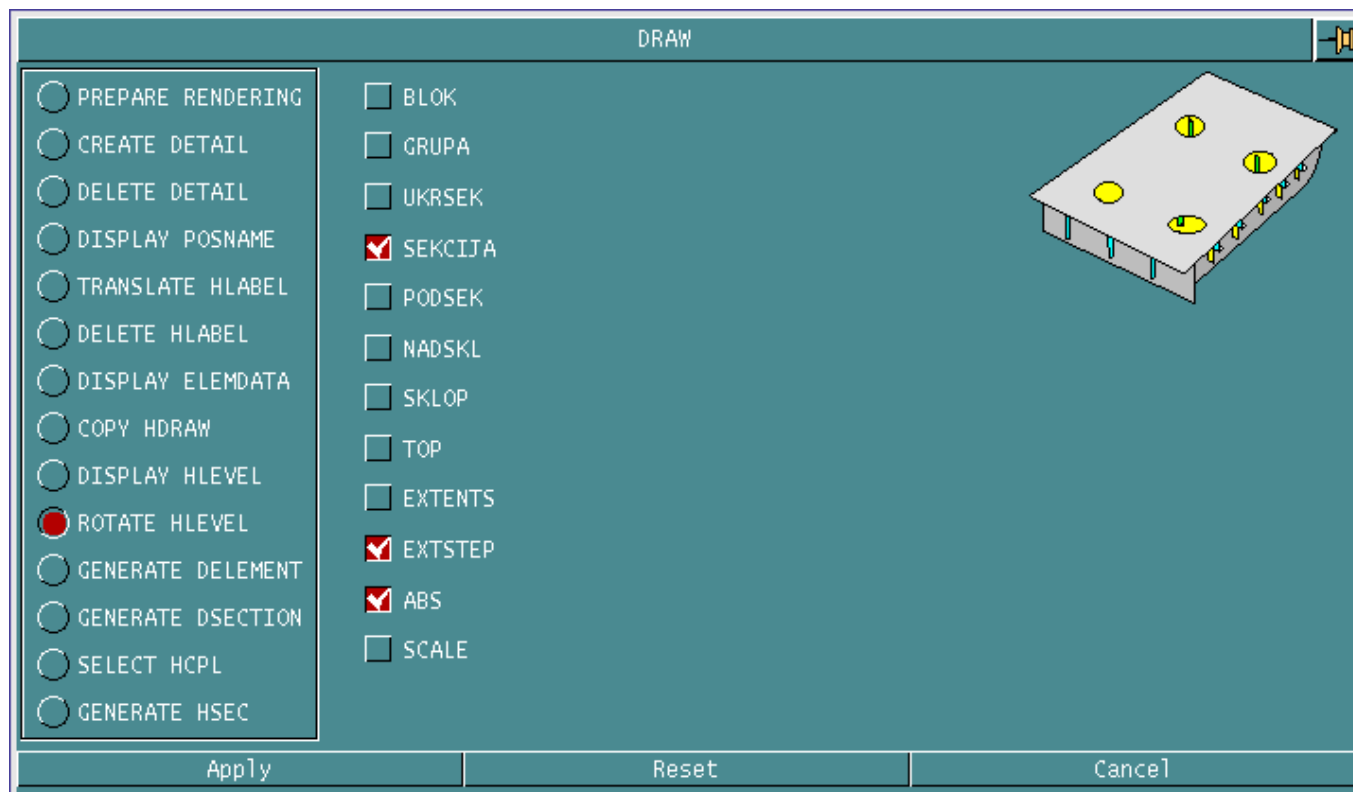 DRAW
PREPARE RENDERING
CREATE DETAIL
DELETE DETAIL
DISPLAY POSNAME
TRANSLATE HLABEL
DELETE HLABEL
DISPLAY ELEMDATA
COPY HDRAW
DISPLAY HLEVEL
ROTATE HLEVEL
GENERATE DELEMENT
GENERATE DSECTION
SELECT HCPL
GENERATE HSEC
BLOK
GRUPA
UKRSEK
SEKCIJA
PODSEK
NADSKL
SKLOP
TOP
EXTENTS
EXTSTEP
ABS
SCALE
Apply
Reset
Cancel